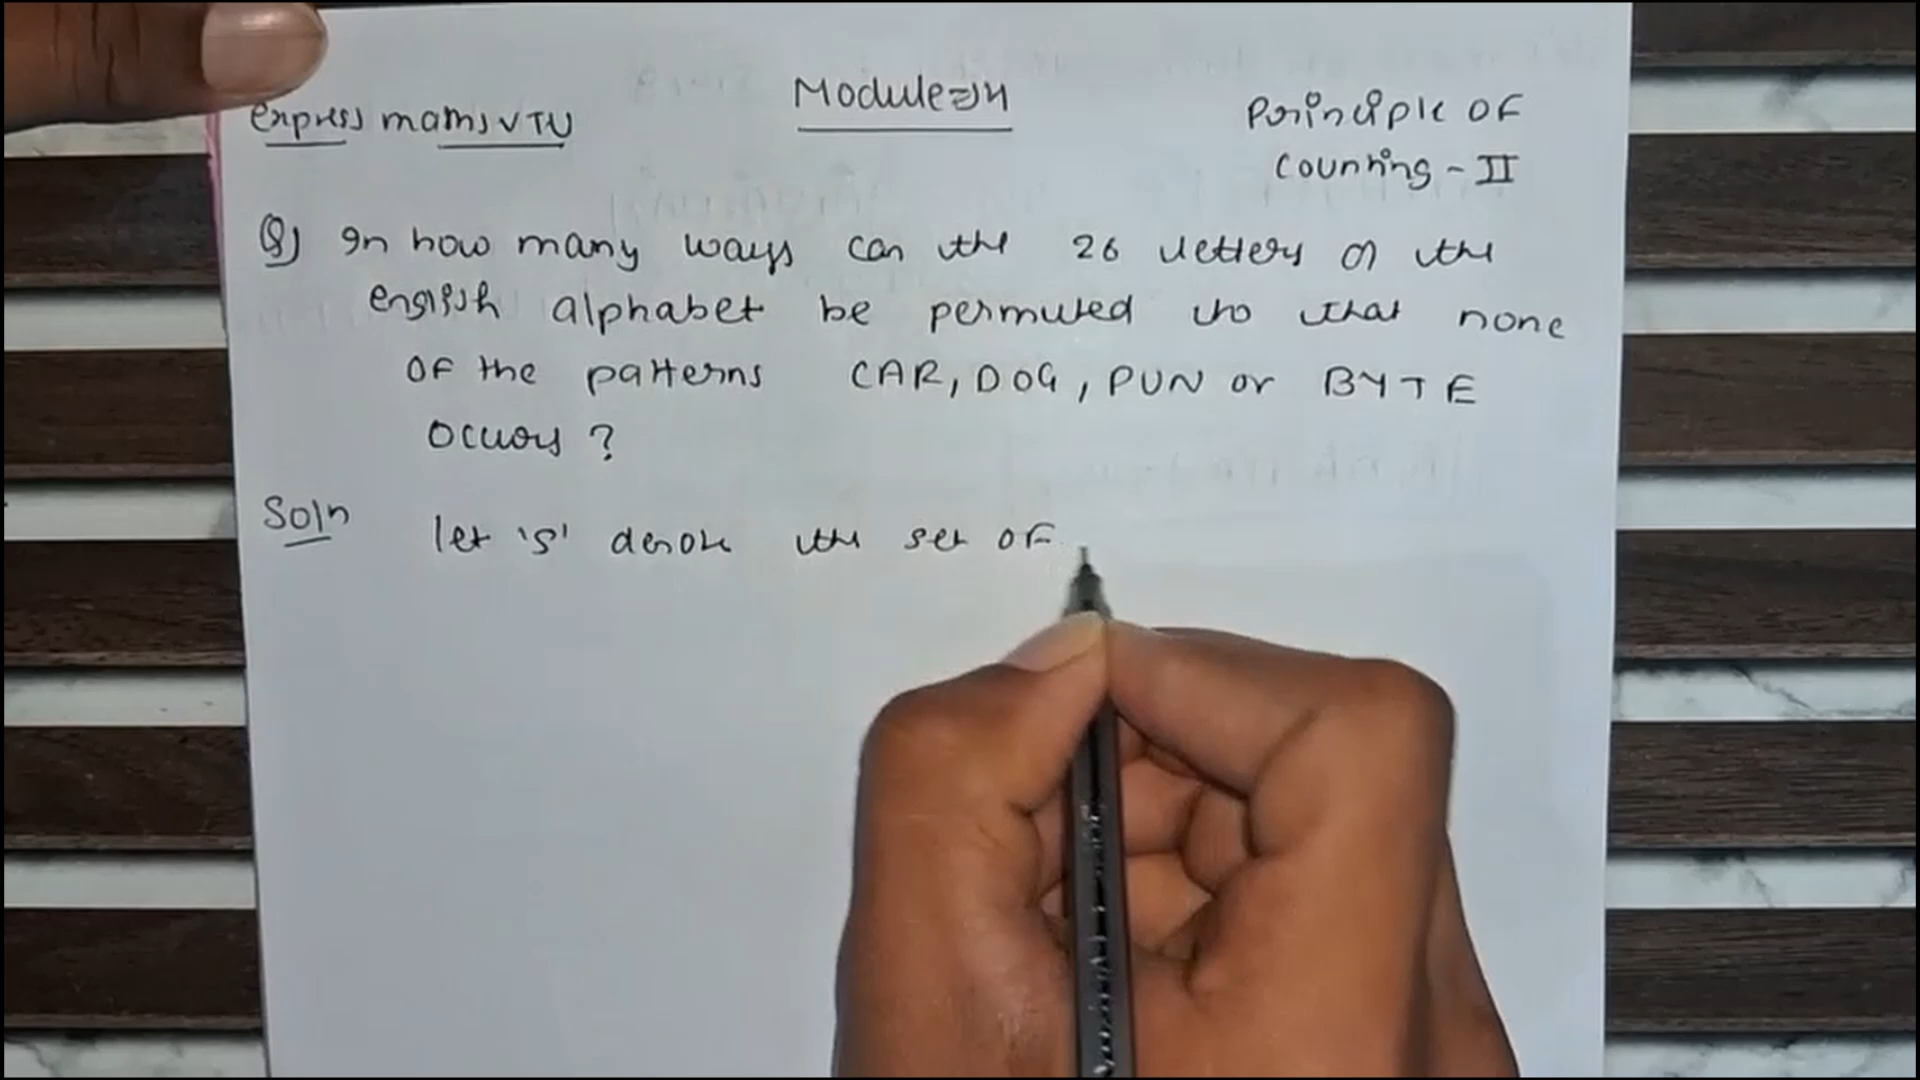 express maths VTU
Module⇒4
Principle OF
Counting - II
Q) In how many ways can the 26 letters of the
english alphabet be permuted so that none
OF the patterns CAR, DOG, PUN or BYTE
occurs ?
Soln let 's' denote the set OF